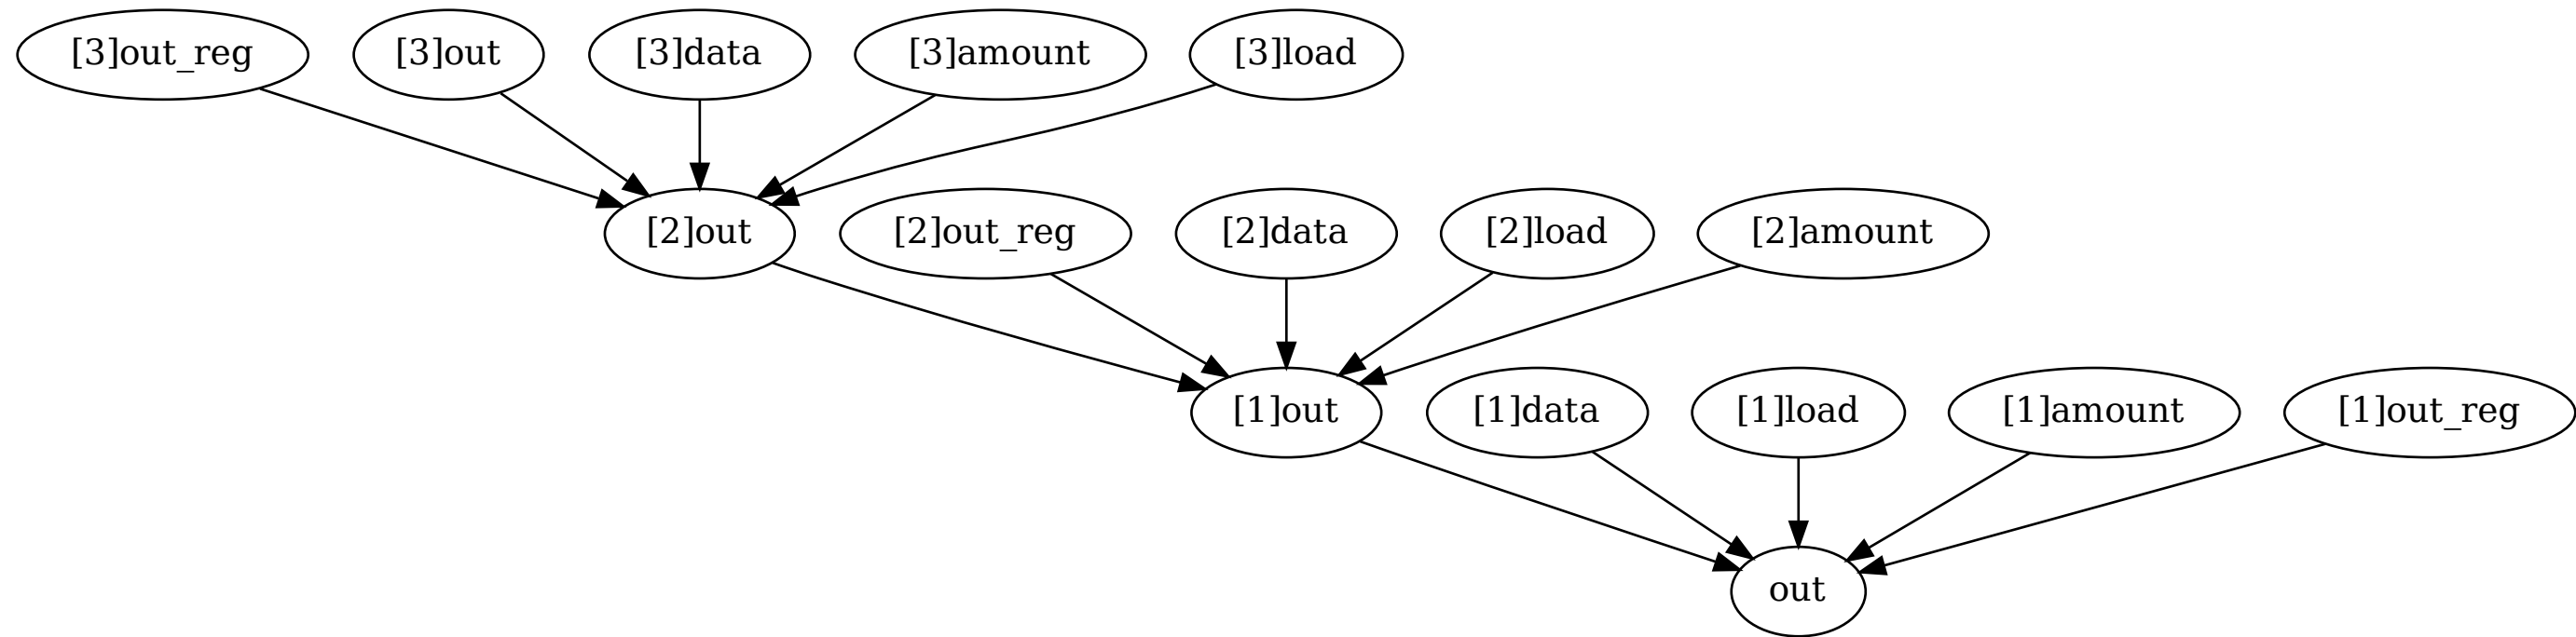 [3]out_reg
[3]out
[3]data
[3]amount
[3]load
[2]out
[2]out_reg
[2]data
[2]load
[2]amount
[1]out
[1]data
[1]load
[1]amount
[1]out_reg
out